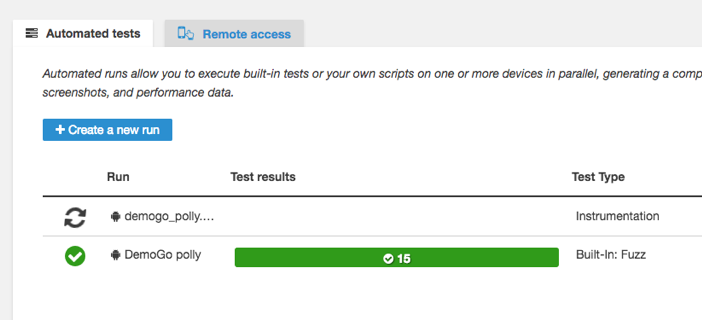 Automated tests
Remote access
Automated runs allow you to execute built-in tests or your own scripts on one or more devices in parallel, generating a comp
screenshots, and performance data.
+ Create a new run
Run Test results Test Type
demogo_polly.... Instrumentation
DemoGo polly 15 Built-In: Fuzz